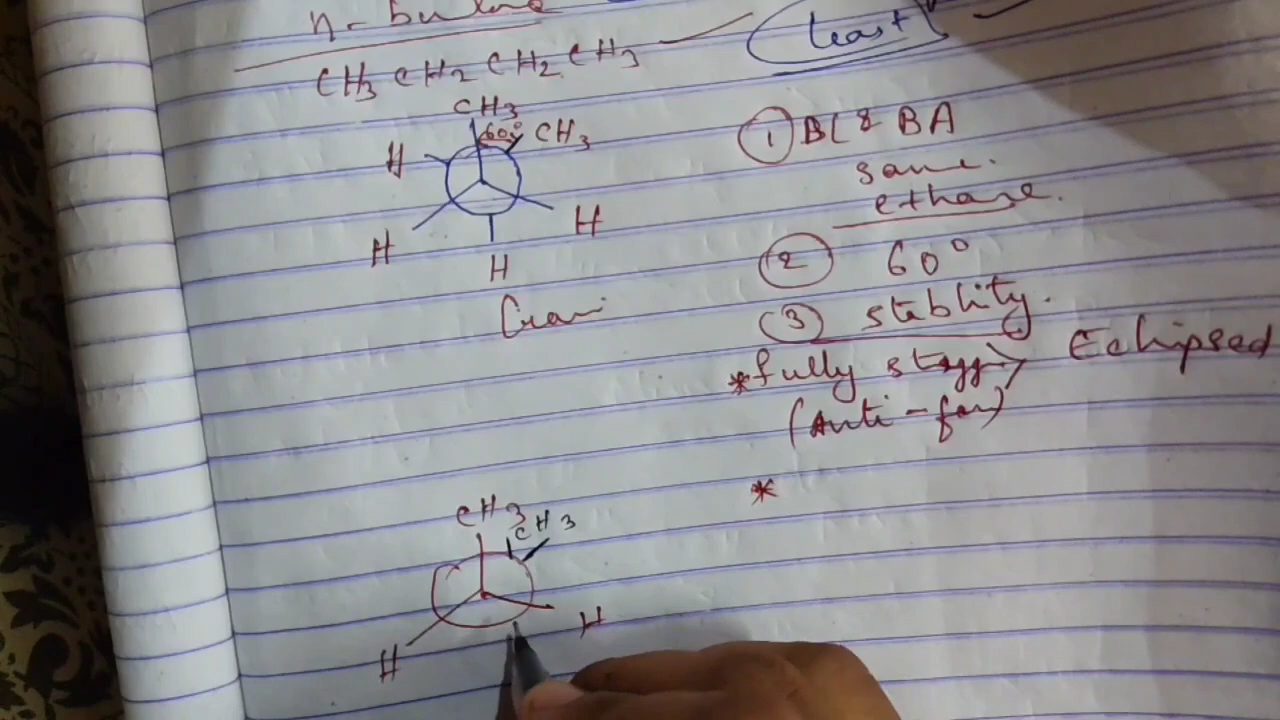 n-butane
CH3 CH2 CH2 CH3
least
CH3
60°
CH3
H
H
H
H
① BL & BA
same
ethane.
② 60°
③ stablity.
*fully stagg > Eclipsed
(Anti-
*
CH3
CH3
H
H